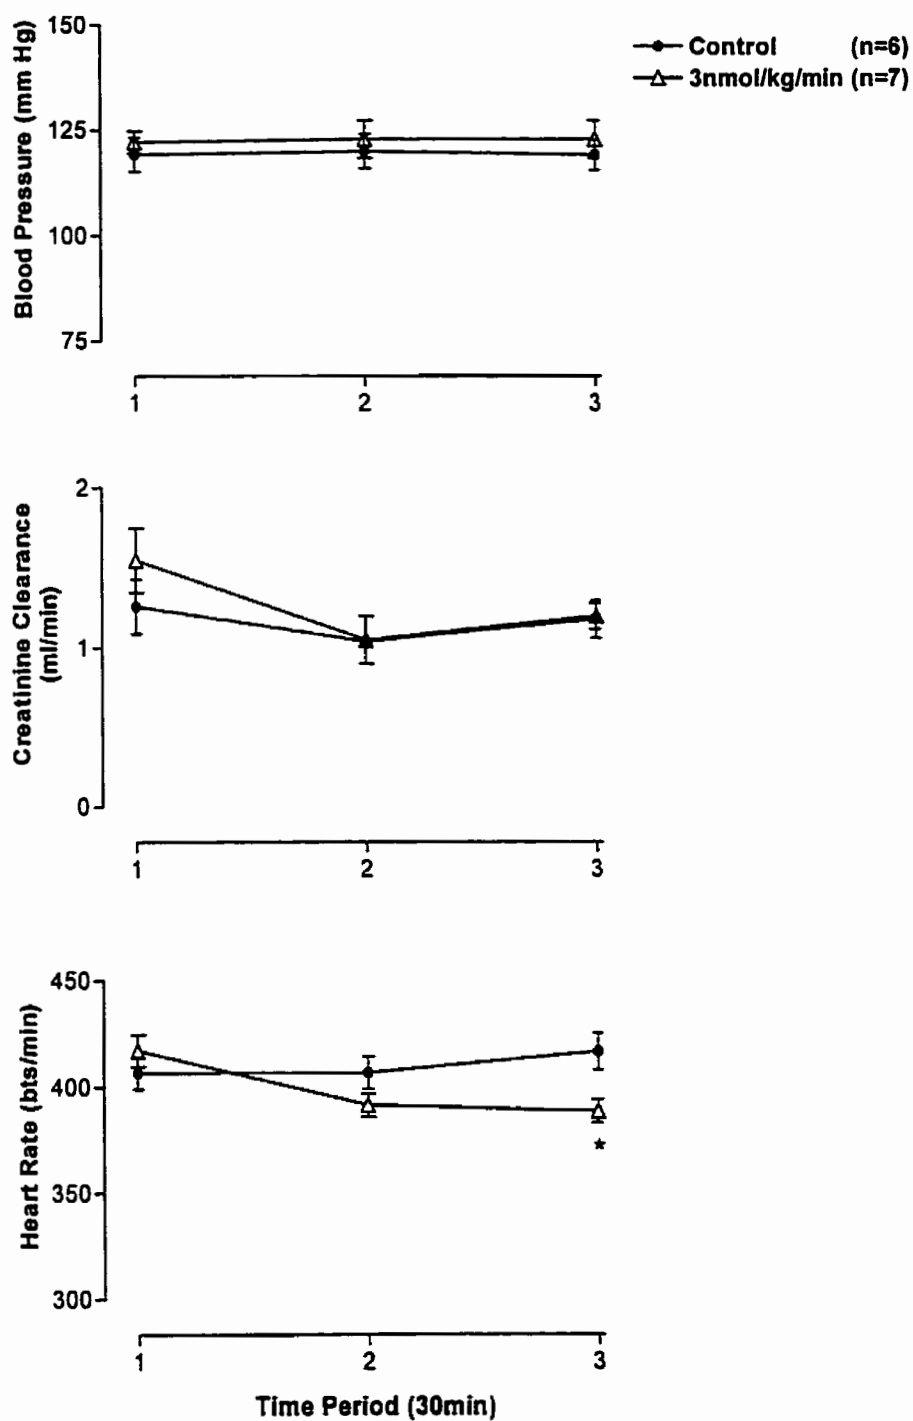 Control (n=6)
3nmol/kg/min (n=7)
Blood Pressure (mm Hg)
150
125
100
75
1 2 3
Creatinine Clearance
(ml/min)
2
1
0
1 2 3
Heart Rate (bts/min)
450
400
350
300
*
1 2 3
Time Period (30min)